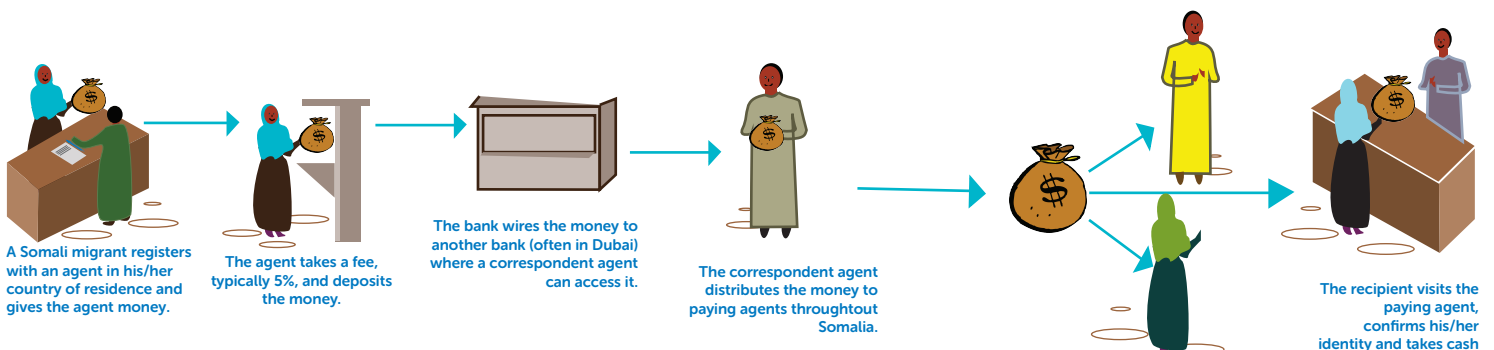 A Somali migrant registers
with an agent in his/her
country of residence and
gives the agent money.
The agent takes a fee,
typically 5%, and deposits
the money.
The bank wires the money to
another bank (often in Dubai)
where a correspondent agent
can access it.
The correspondent agent
distributes the money to
paying agents throughtout
Somalia.
The recipient visits the
paying agent,
confirms his/her
identity and takes cash